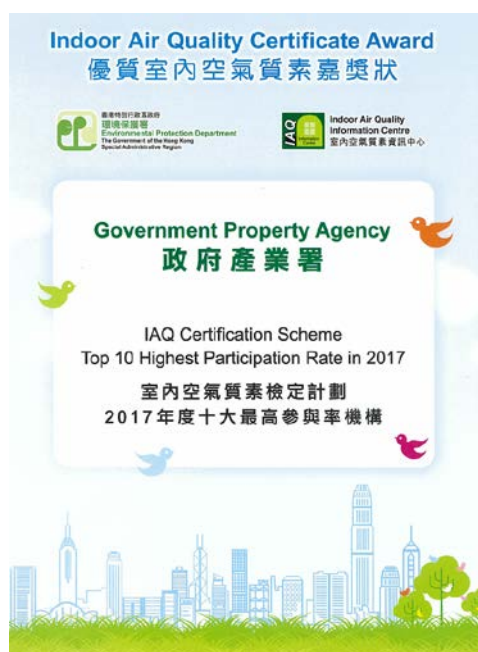 Indoor Air Quality Certificate Award
優質室內空氣質素嘉獎狀
香港特別行政區政府
環境保護署
Environmental Protection Department
The Government of the Hong Kong
Special Administrative Region
IAQ
Information
Centre
Indoor Air Quality
Information Centre
室內空氣質素資訊中心
Government Property Agency
政府產業署
IAQ Certification Scheme
Top 10 Highest Participation Rate in 2017
室內空氣質素檢定計劃
2017年度十大最高參與率機構